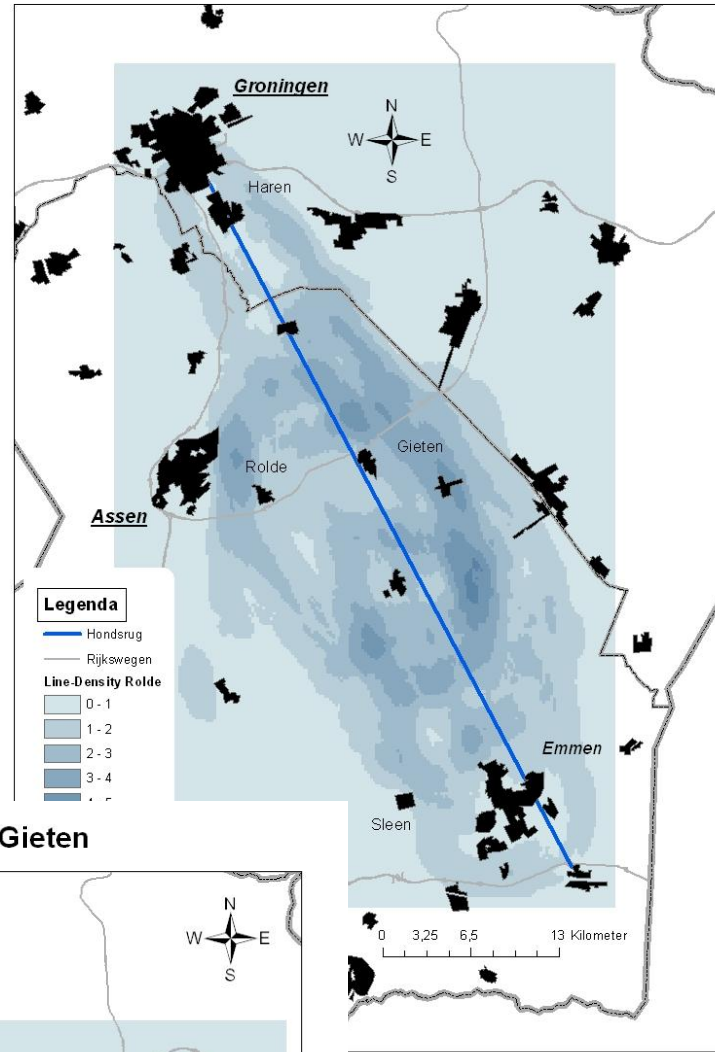 Groningen
N
W E
S
Haren
Gieten
Rolde
Assen
Legenda
Hondsrug
Rijkswegen
Line-Density Rolde
0 - 1
1 - 2
2 - 3
3 - 4
Emmen
Sleen
0 3,25 6,5 13 Kilometer
Gieten
N
W E
S